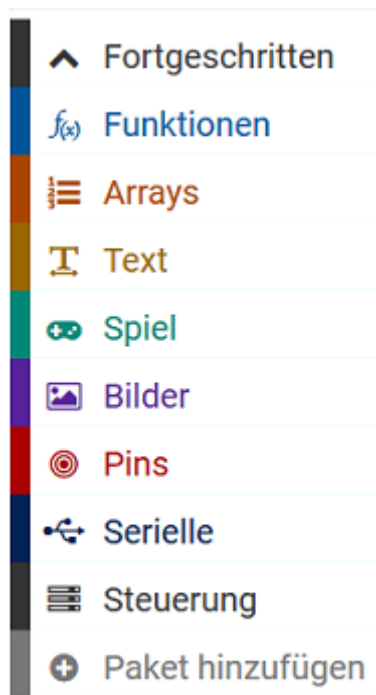 Fortgeschritten
f(x) Funktionen
Arrays
Text
Spiel
Bilder
Pins
Serielle
Steuerung
Paket hinzufügen